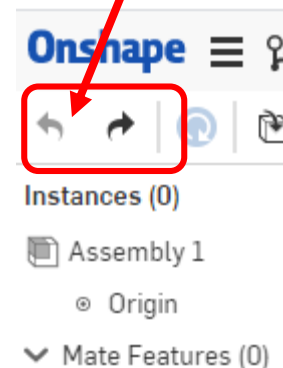 Onshape
Instances (0)
Assembly 1
Origin
Mate Features (0)